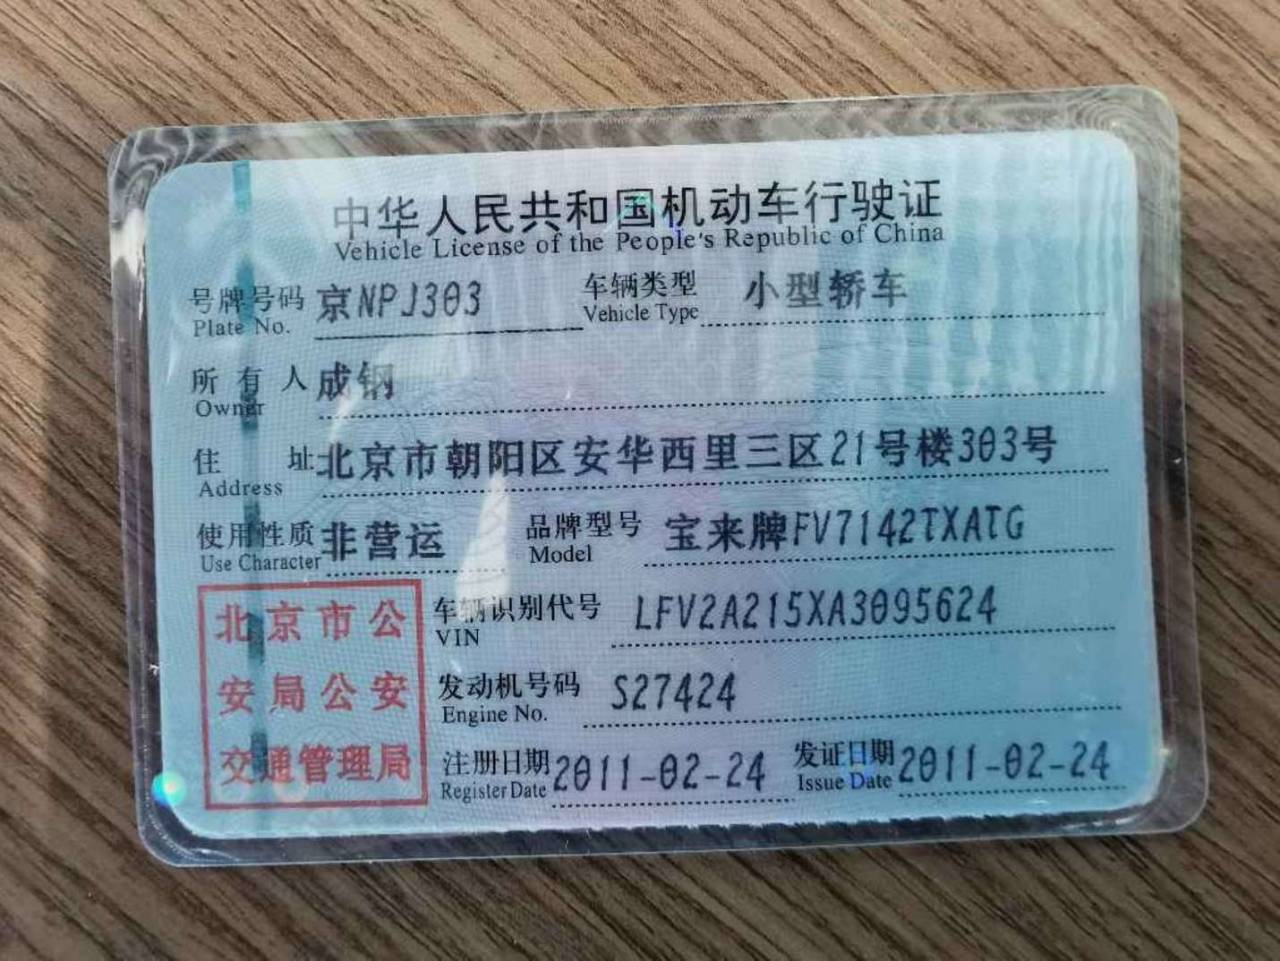 中华人民共和国机动车行驶证
Vehicle License of the People's Republic of China
号牌号码 京NPJ303 车辆类型 小型轿车
Plate No. Vehicle Type
所有人 成钢
Owner
住址 北京市朝阳区安华西里三区21号楼303号
Address
使用性质 非营运 品牌型号 宝来牌FV7142TXATG
Use Character Model
北京市公 车辆识别代号 LFV2A215XA3095624
VIN
安局公安 发动机号码 S27424
Engine No.
交通管理局 注册日期 2011-02-24 发证日期 2011-02-24
Register Date Issue Date